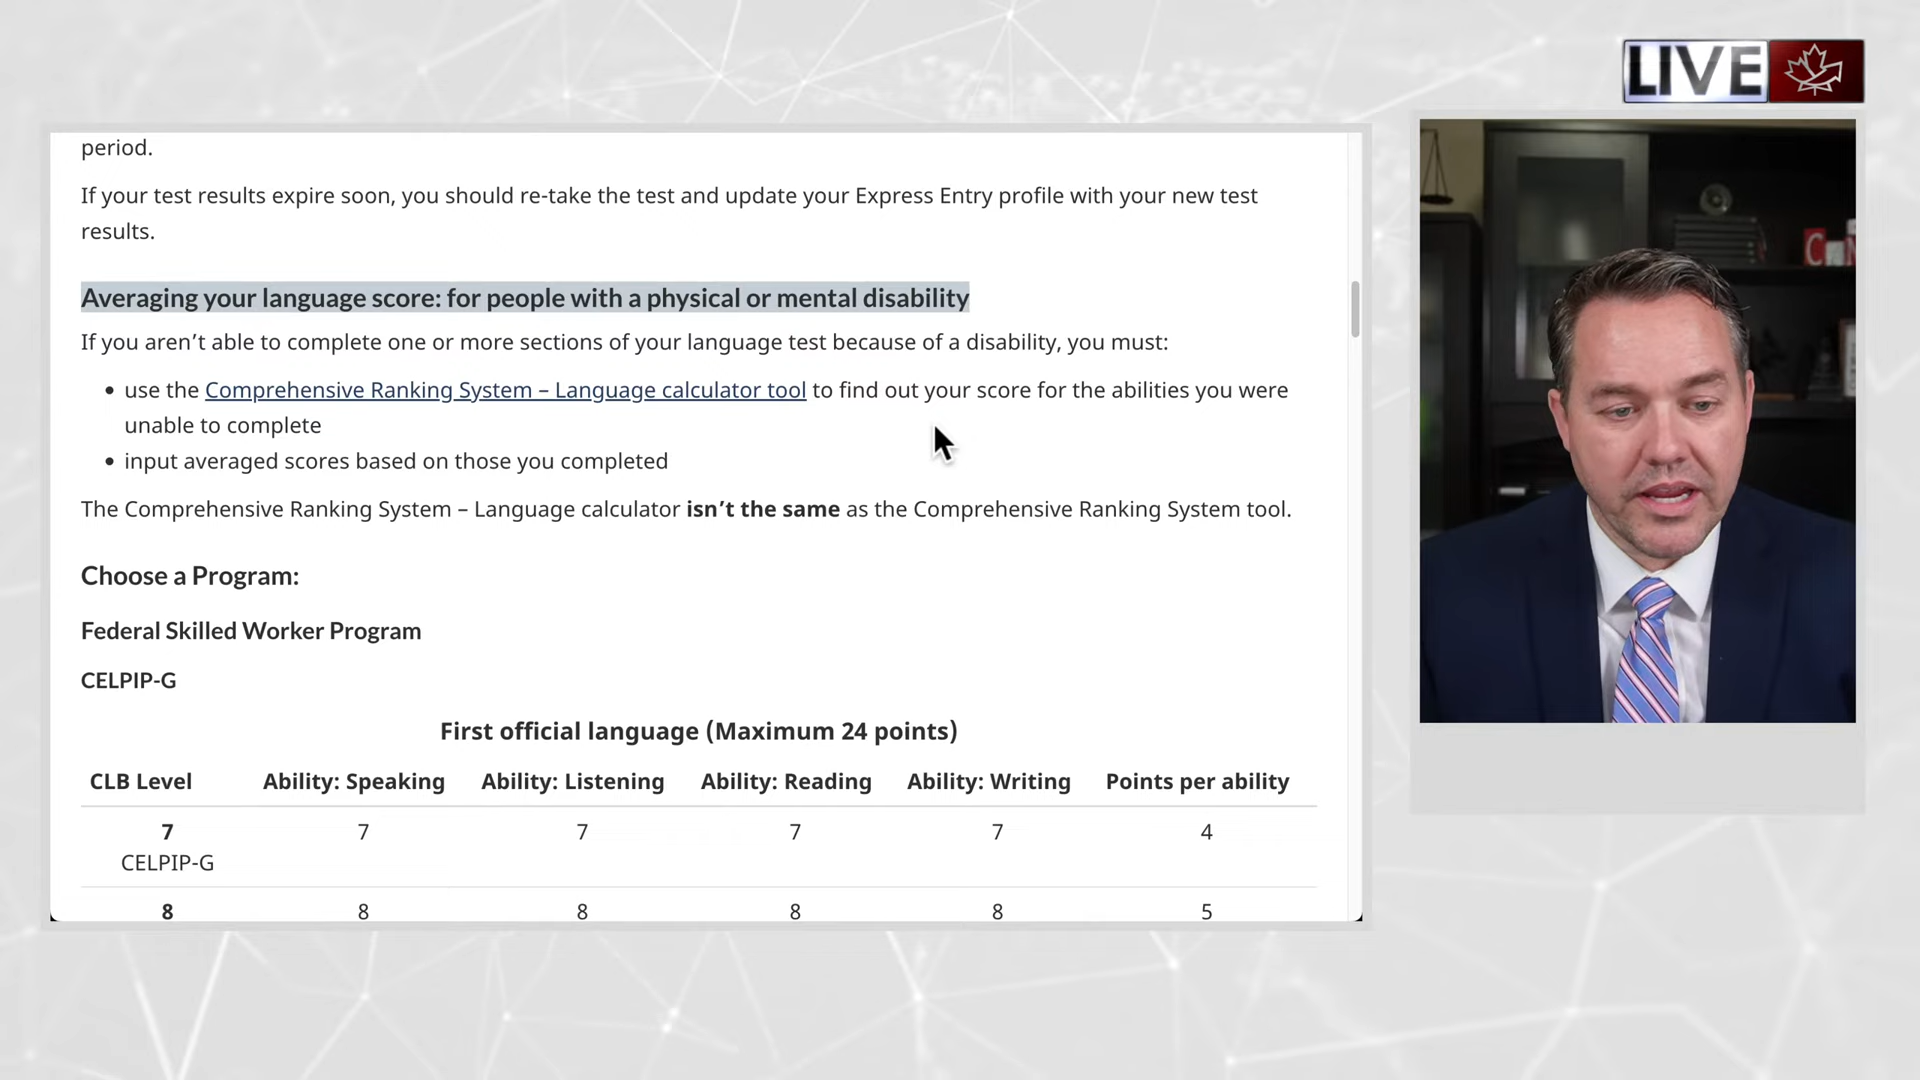 LIVE
period.
If your test results expire soon, you should re-take the test and update your Express Entry profile with your new test
results.
Averaging your language score: for people with a physical or mental disability
If you aren’t able to complete one or more sections of your language test because of a disability, you must:
• use the Comprehensive Ranking System – Language calculator tool to find out your score for the abilities you were
unable to complete
• input averaged scores based on those you completed
The Comprehensive Ranking System – Language calculator isn’t the same as the Comprehensive Ranking System tool.
Choose a Program:
Federal Skilled Worker Program
CELPIP-G
First official language (Maximum 24 points)
CLB Level Ability: Speaking Ability: Listening Ability: Reading Ability: Writing Points per ability
7 7 7 7 7 4
CELPIP-G
8 8 8 8 8 5